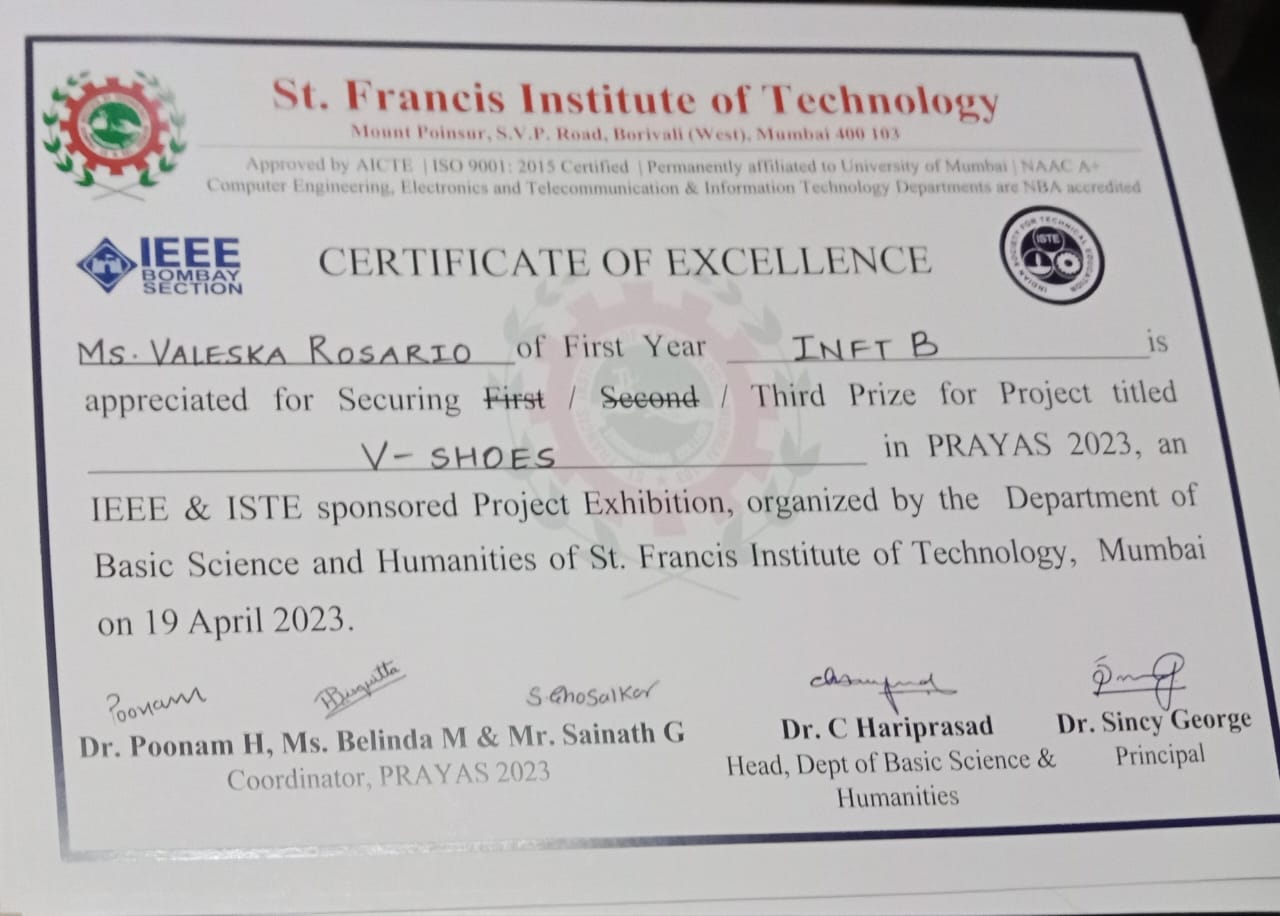 St. Francis Institute of Technology
Mount Poinsur, S.V.P. Road, Borivali (West), Mumbai 400 103
Approved by AICTE | ISO 9001: 2015 Certified | Permanently affiliated to University of Mumbai | NAAC A+
Computer Engineering, Electronics and Telecommunication & Information Technology Departments are NBA accredited
IEEE
BOMBAY
SECTION
CERTIFICATE OF EXCELLENCE
INDIAN SOCIETY FOR TECHNICAL EDUCATION
ISTE
Ms. VALESKA ROSARIO of First Year INFT B is
appreciated for Securing First / Second / Third Prize for Project titled
V- SHOES in PRAYAS 2023, an
IEEE & ISTE sponsored Project Exhibition, organized by the Department of
Basic Science and Humanities of St. Francis Institute of Technology, Mumbai
on 19 April 2023.
Poonam S.Ghosalkar
Dr. Poonam H, Ms. Belinda M & Mr. Sainath G
Coordinator, PRAYAS 2023
Dr. C Hariprasad
Head, Dept of Basic Science &
Humanities
Dr. Sincy George
Principal